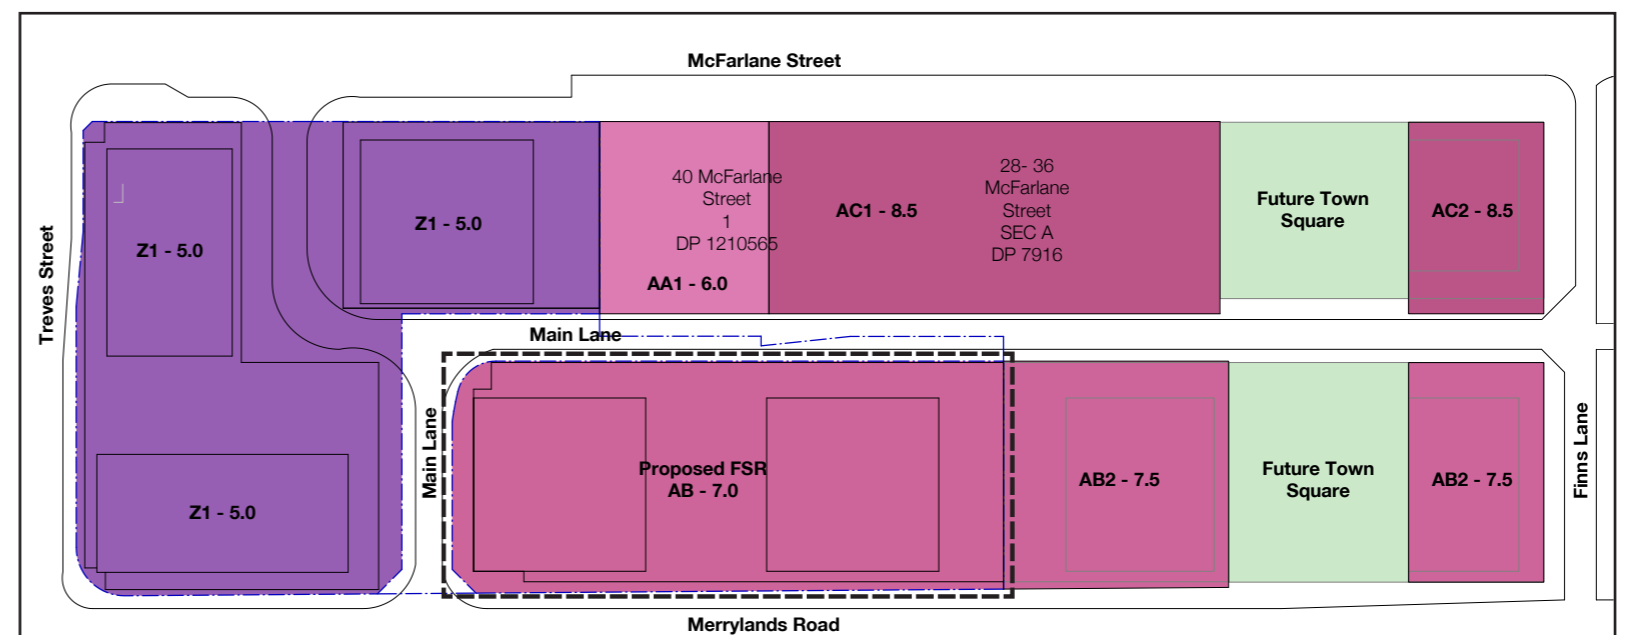 McFarlane Street
Treves Street
Z1 - 5.0
Z1 - 5.0
40 McFarlane
Street
1
DP 1210565
AA1 - 6.0
AC1 - 8.5
28- 36
McFarlane
Street
SEC A
DP 7916
Future Town
Square
AC2 - 8.5
Main Lane
Z1 - 5.0
Main Lane
Proposed FSR
AB - 7.0
AB2 - 7.5
Future Town
Square
AB2 - 7.5
Finns Lane
Merrylands Road